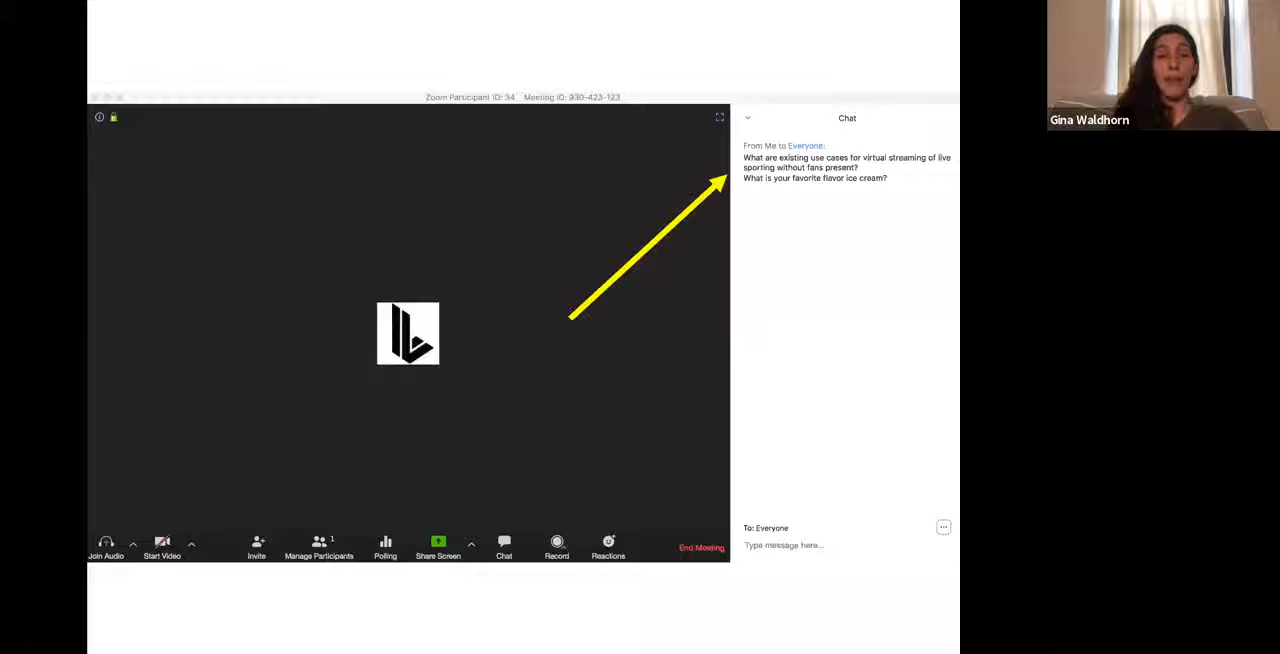 Zoom Participant ID: 34 Meeting ID: 930-423-123
Chat
From Me to Everyone:
What are existing use cases for virtual streaming of live
sporting without fans present?
What is your favorite flavor ice cream?
Gina Waldhorn
To: Everyone
Type message here...
Join Audio
Start Video
Invite
1
Manage Participants
Polling
Share Screen
Chat
Record
Reactions
End Meeting